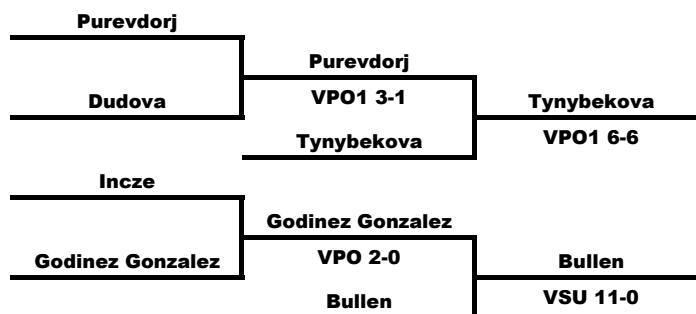 Purevdorj
Purevdorj
Dudova
VPO1 3-1
Tynybekova
Tynybekova
VPO1 6-6
Incze
Godinez Gonzalez
Godinez Gonzalez
VPO 2-0
Bullen
Bullen
VSU 11-0